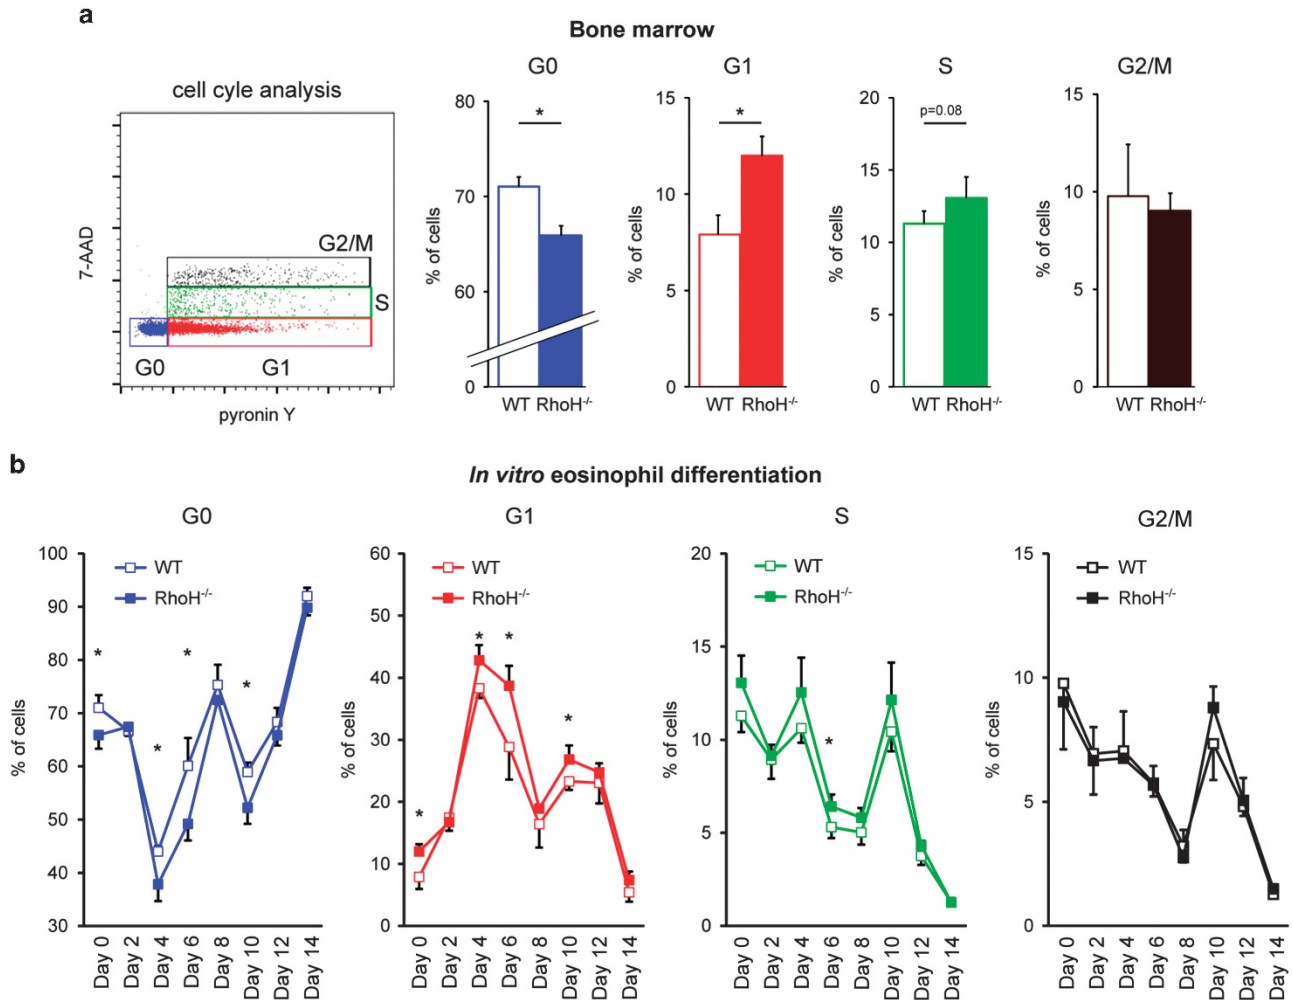 a
Bone marrow
cell cyle analysis
7-AAD
pyronin Y
G2/M
S
G0
G1
G0
% of cells
80
70
60
0
*
WT RhoH-/-
G1
% of cells
15
10
5
0
*
WT RhoH-/-
S
% of cells
20
15
10
5
0
p=0.08
WT RhoH-/-
G2/M
% of cells
15
10
5
0
WT RhoH-/-
b
In vitro eosinophil differentiation
G0
% of cells
100
90
80
70
60
50
40
30
WT
RhoH-/-
*
*
*
*
Day 0
Day 2
Day 4
Day 6
Day 8
Day 10
Day 12
Day 14
G1
% of cells
60
50
40
30
20
10
0
WT
RhoH-/-
*
*
*
*
Day 0
Day 2
Day 4
Day 6
Day 8
Day 10
Day 12
Day 14
S
% of cells
20
15
10
5
0
WT
RhoH-/-
*
Day 0
Day 2
Day 4
Day 6
Day 8
Day 10
Day 12
Day 14
G2/M
% of cells
15
10
5
0
WT
RhoH-/-
Day 0
Day 2
Day 4
Day 6
Day 8
Day 10
Day 12
Day 14